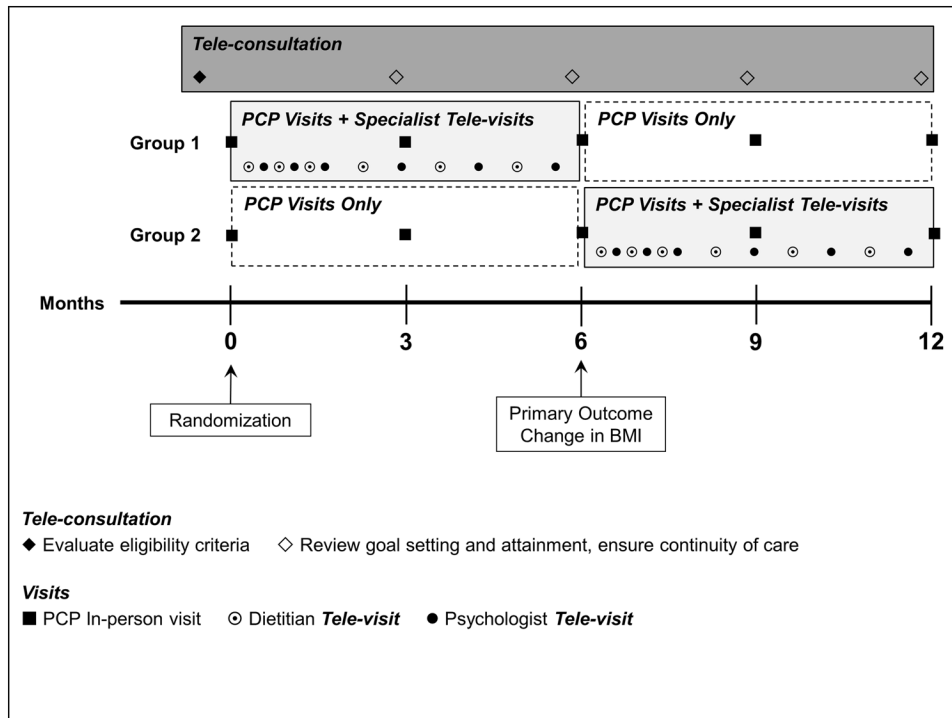 Tele-consultation
PCP Visits + Specialist Tele-visits
PCP Visits Only
Group 1
PCP Visits Only
PCP Visits + Specialist Tele-visits
Group 2
Months
0 3 6 9 12
Randomization
Primary Outcome
Change in BMI
Tele-consultation
Evaluate eligibility criteria Review goal setting and attainment, ensure continuity of care
Visits
PCP In-person visit Dietitian Tele-visit Psychologist Tele-visit